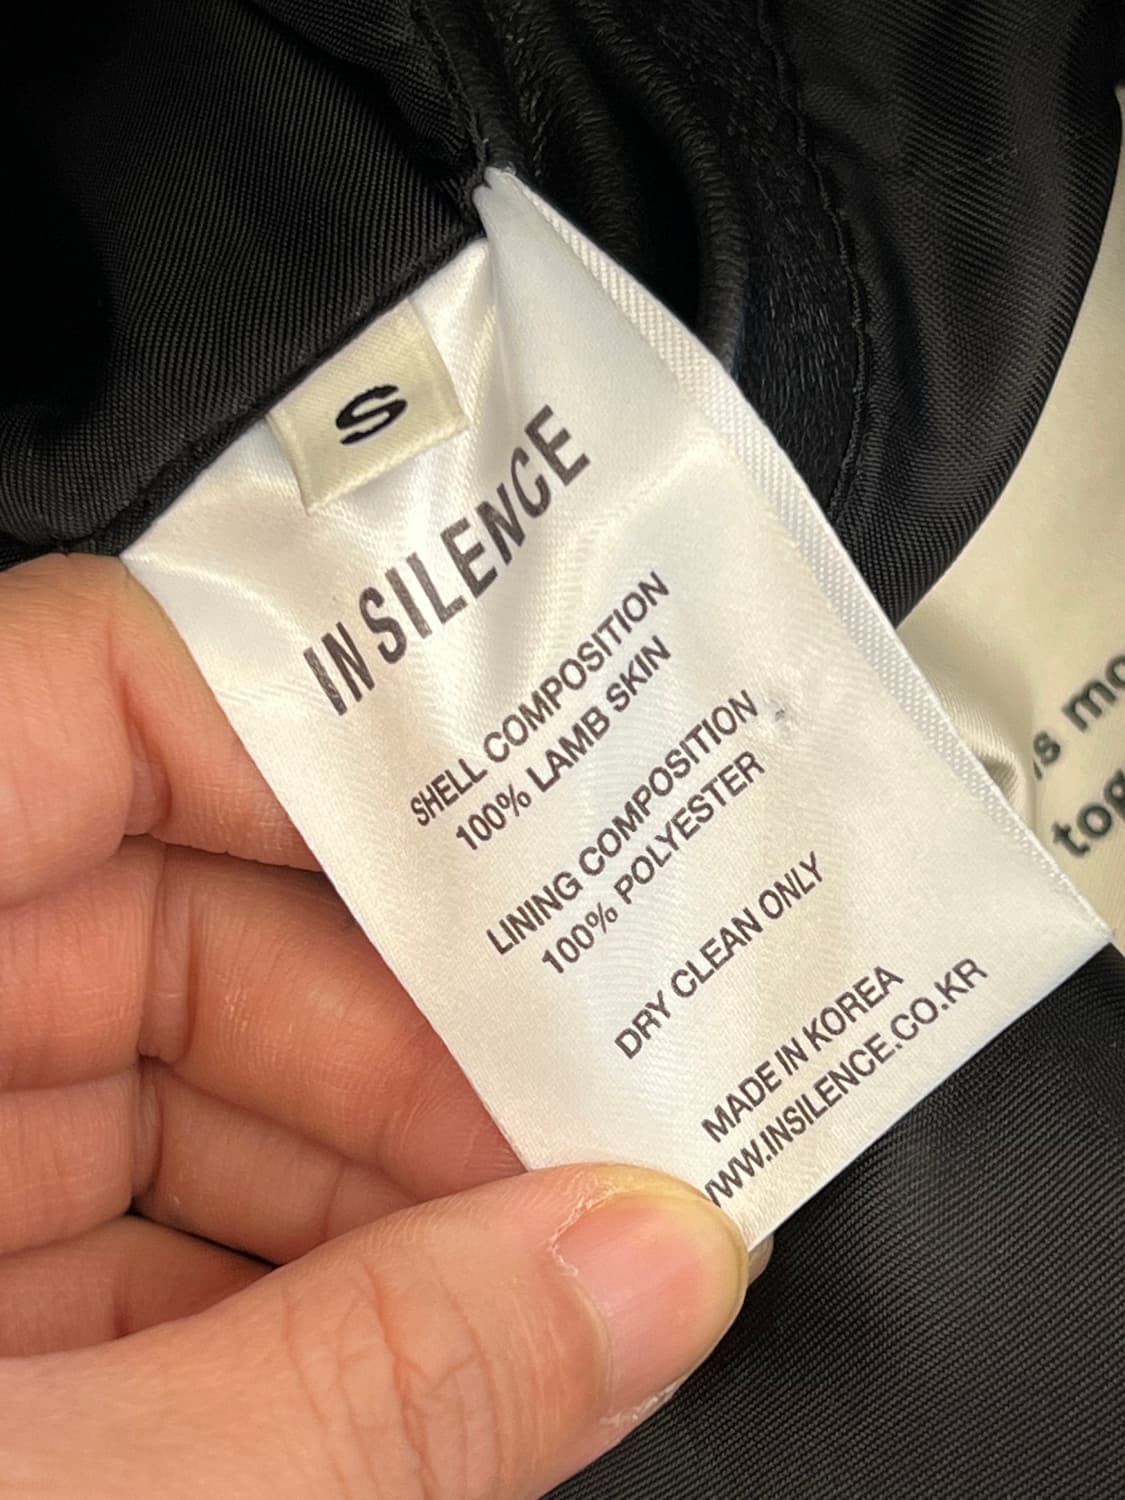 S
IN SILENCE
SHELL COMPOSITION
100% LAMB SKIN
LINING COMPOSITION
100% POLYESTER
DRY CLEAN ONLY
MADE IN KOREA
WWW.INSILENCE.CO.KR